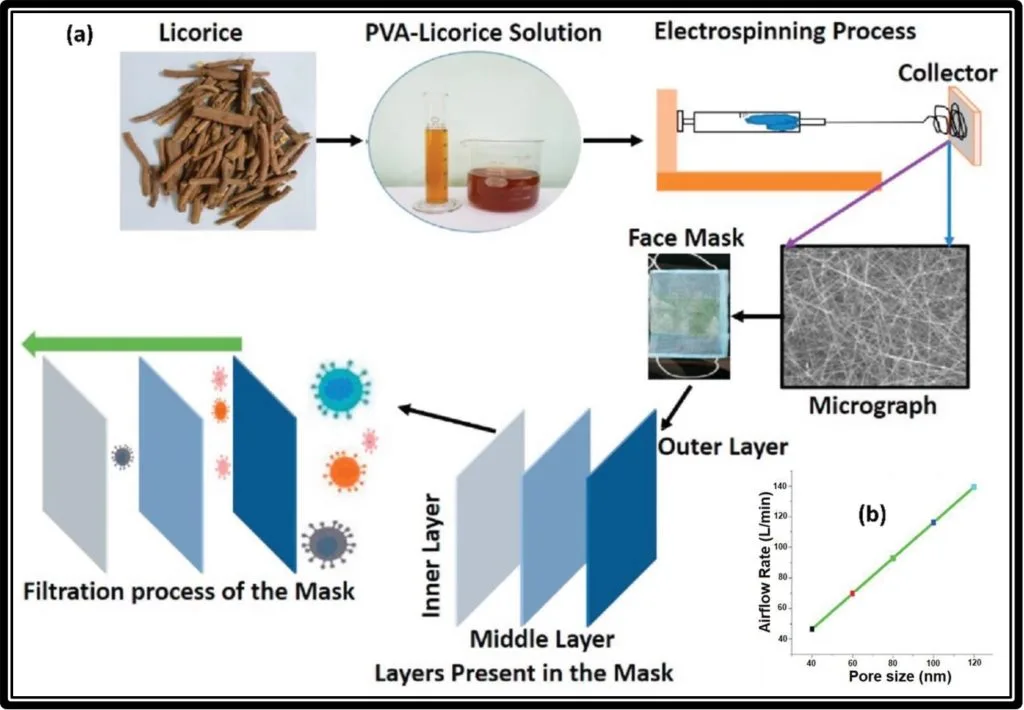 (a)
Licorice
PVA-Licorice Solution
Electrospinning Process
Collector
Face Mask
Micrograph
Outer Layer
Inner Layer
Middle Layer
Layers Present in the Mask
Filtration process of the Mask
(b)
Airflow Rate (L/min)
140
120
100
80
60
40
40 60 80 100 120
Pore size (nm)